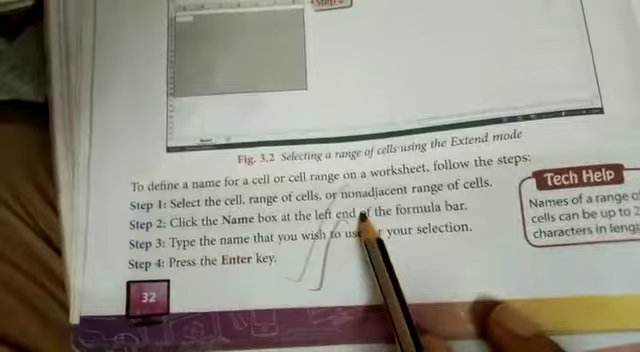 Step
Fig. 3.2 Selecting a range of cells using the Extend mode
To define a name for a cell or cell range on a worksheet, follow the steps:
Step 1: Select the cell, range of cells, or nonadjacent range of cells.
Step 2: Click the Name box at the left end of the formula bar.
Step 3: Type the name that you wish to use your selection.
Step 4: Press the Enter key.
Tech Help
Names of a range o
cells can be up to 2
characters in leng
32